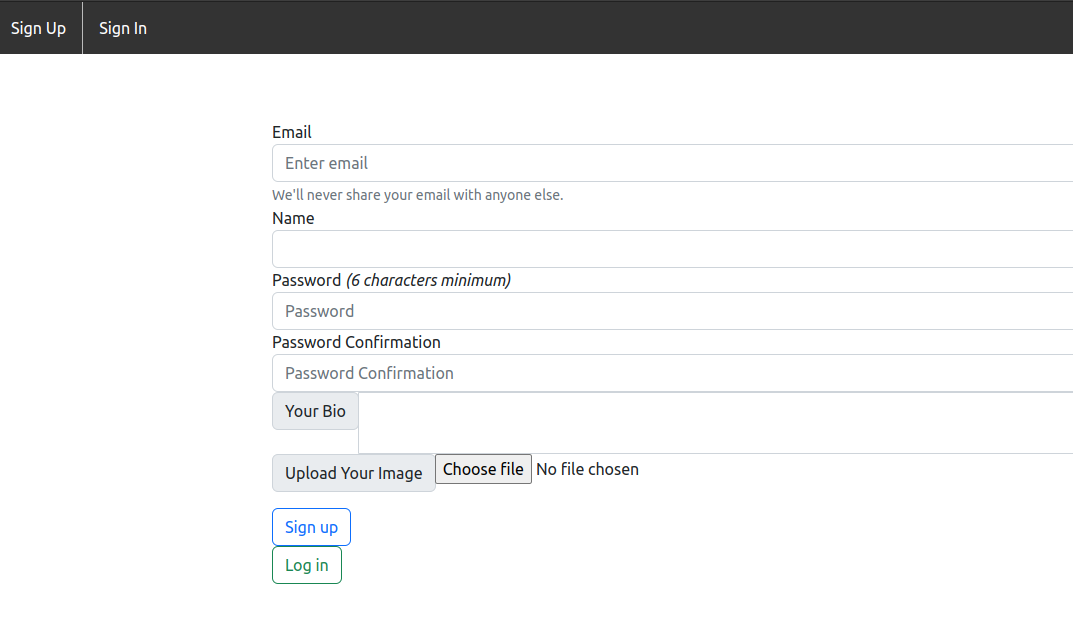 Sign Up Sign In
Email
Enter email
We'll never share your email with anyone else.
Name
Password (6 characters minimum)
Password
Password Confirmation
Password Confirmation
Your Bio
Upload Your Image Choose file No file chosen
Sign up
Log in